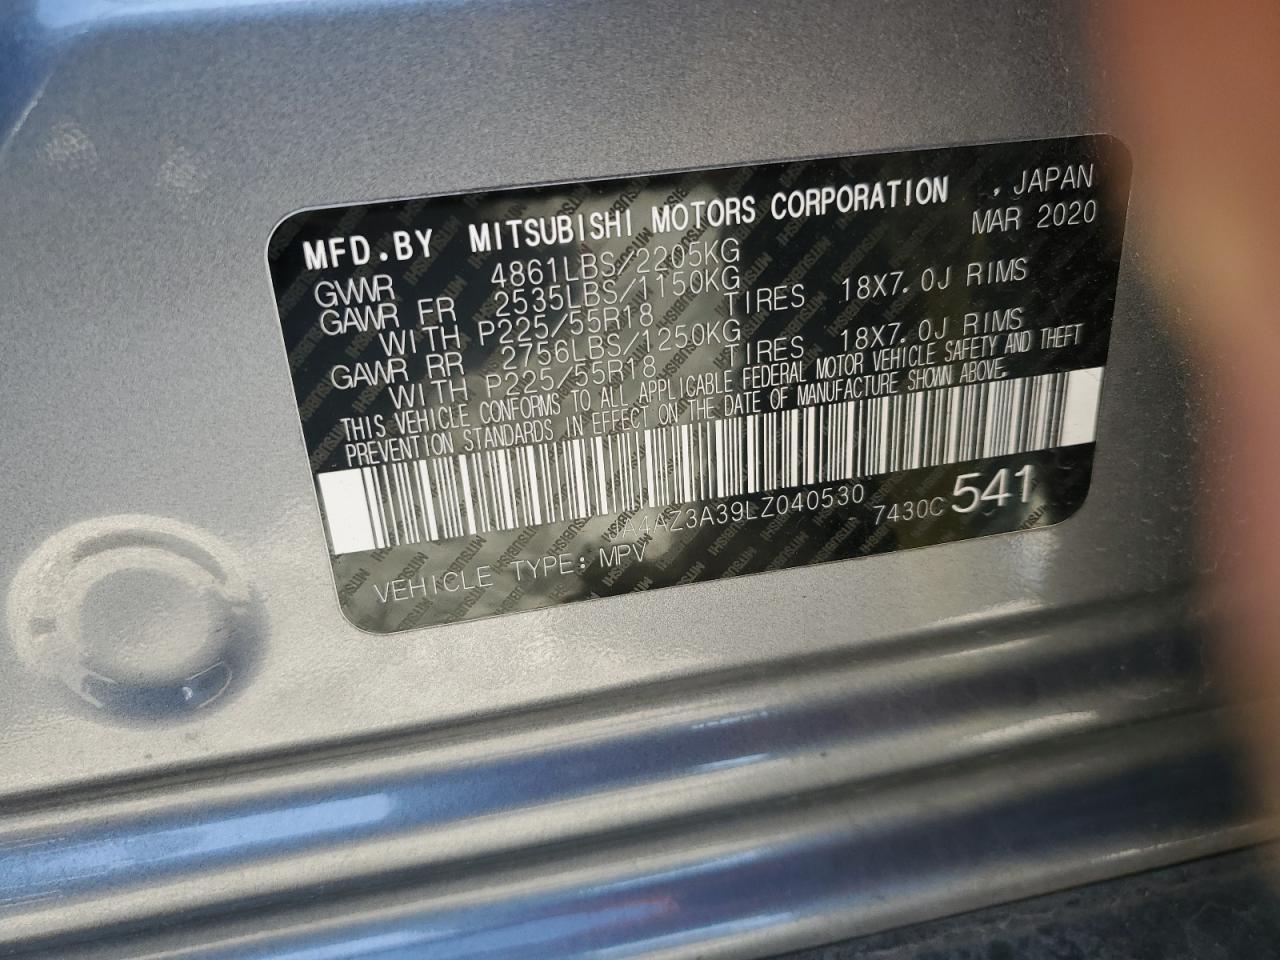 MFD.BY MITSUBISHI MOTORS CORPORATION , JAPAN
MAR 2020
GVWR 4861LBS/2205KG
GAWR FR 2535LBS/1150KG
WITH P225/55R18 TIRES 18X7.0J RIMS
GAWR RR 2756LBS/1250KG
WITH P225/55R18 TIRES 18X7.0J RIMS
THIS VEHICLE CONFORMS TO ALL APPLICABLE FEDERAL MOTOR VEHICLE SAFETY AND THEFT
PREVENTION STANDARDS IN EFFECT ON THE DATE OF MANUFACTURE SHOWN ABOVE.
7430C 541
VEHICLE TYPE: MPV